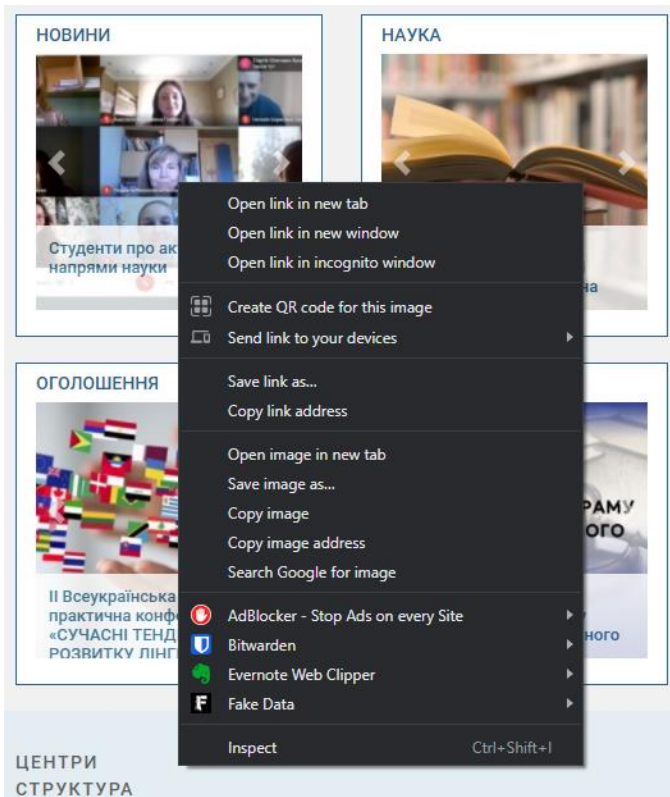 НОВИНИ
НАУКА
Студенти про ак
напрями науки
на
Open link in new tab
Open link in new window
Open link in incognito window
Create QR code for this image
Send link to your devices
Save link as...
Copy link address
Open image in new tab
Save image as...
Copy image
Copy image address
Search Google for image
AdBlocker - Stop Ads on every Site
Bitwarden
Evernote Web Clipper
Fake Data
Inspect Ctrl+Shift+I
ОГОЛОШЕННЯ
РАМУ
ОГО
ІІ Всеукраїнська
практична конф
«СУЧАСНІ ТЕНД
РОЗВИТКУ ЛІНГ
ного
ЦЕНТРИ
СТРУКТУРА